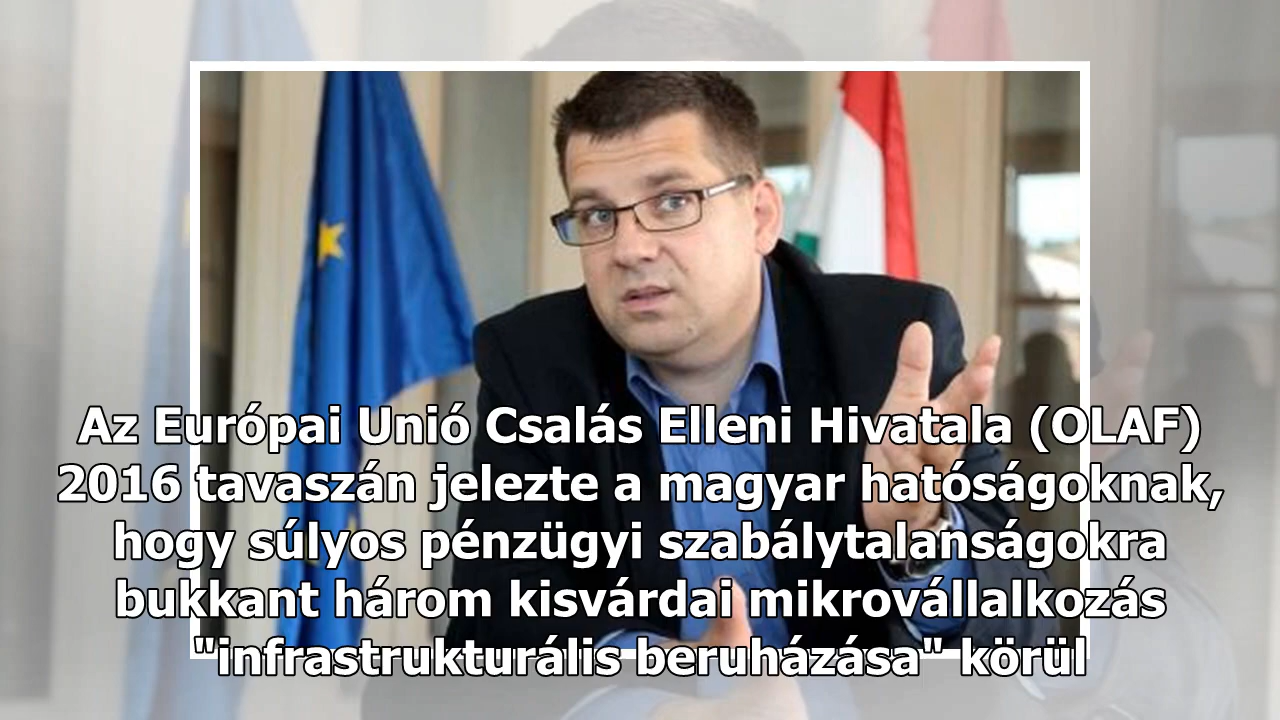 Az Európai Unió Csalás Elleni Hivatala (OLAF)
2016 tavaszán jelezte a magyar hatóságoknak,
hogy súlyos pénzügyi szabálytalanságokra
bukkant három kisvárdai mikrovállalkozás
"infrastrukturális beruházása" körül